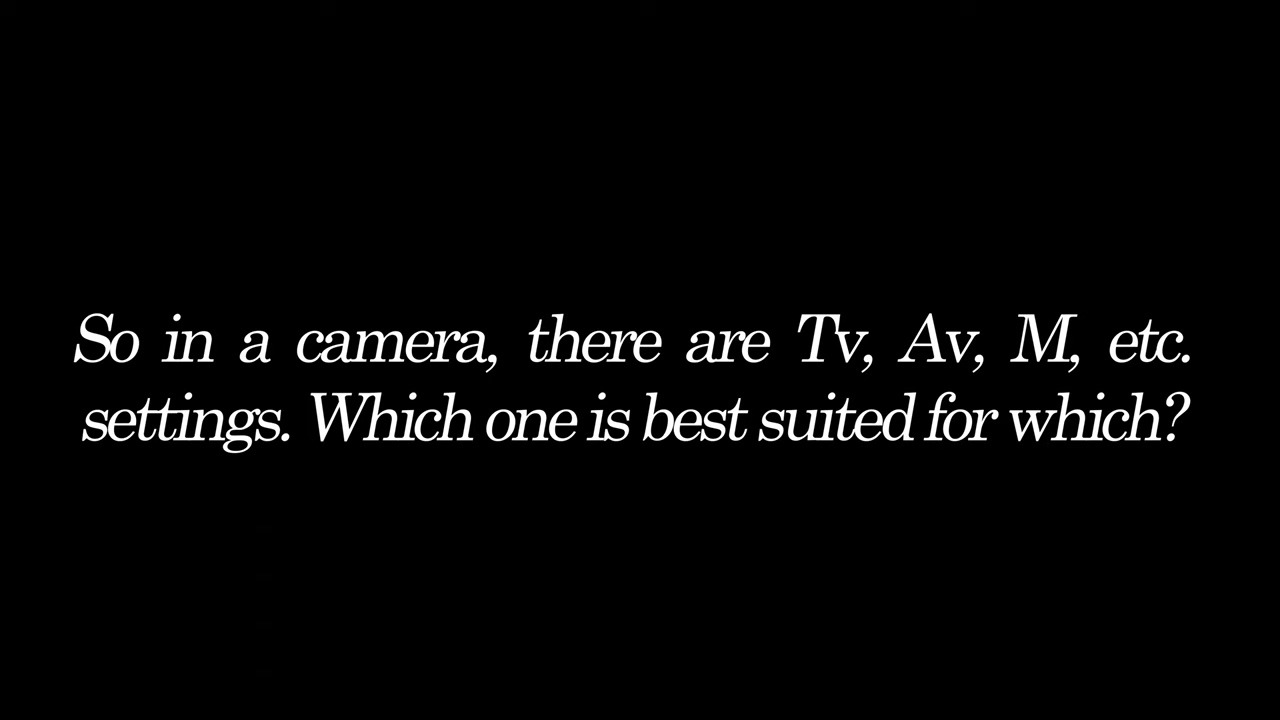 So in a camera, there are Tv, Av, M, etc.
settings. Which one is best suited for which?